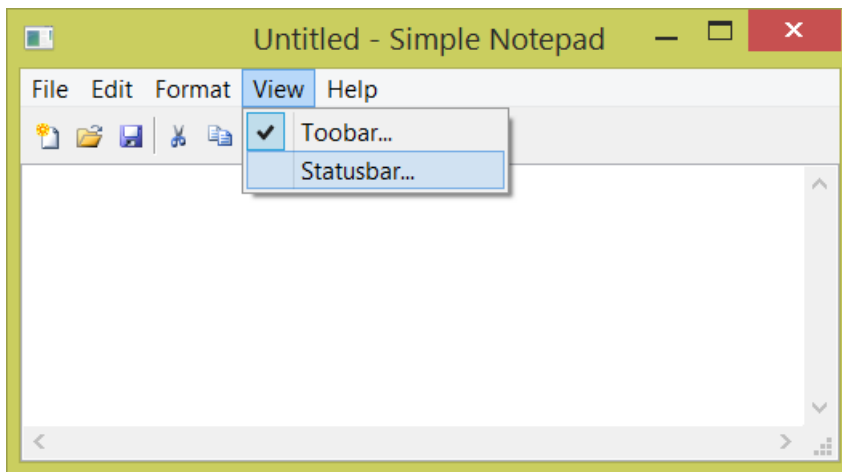 Untitled - Simple Notepad
File Edit Format View Help
Toobar...
Statusbar...